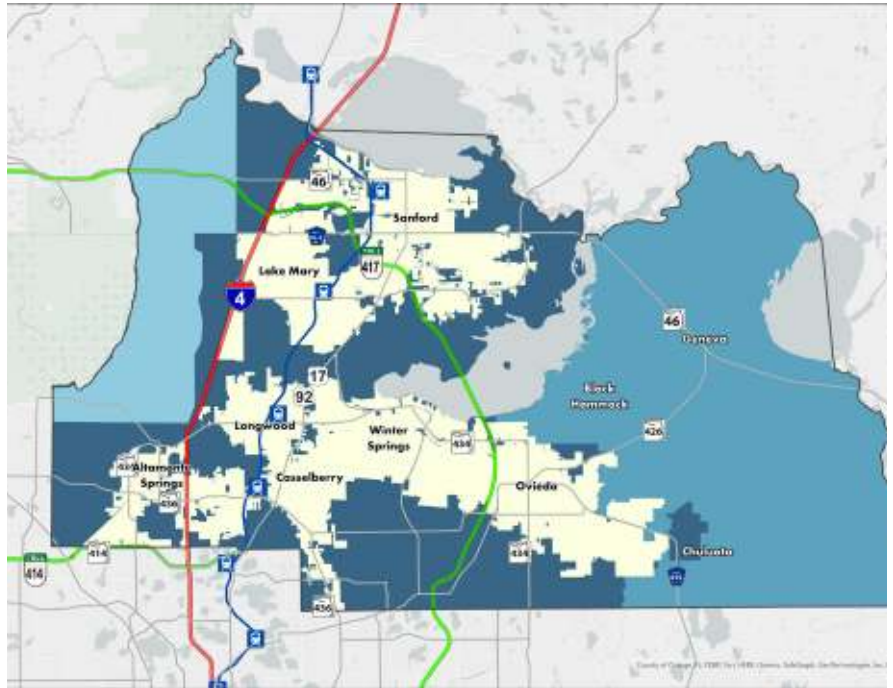 46
Sanford
417
Lake Mary
4
46
Geneva
17
92
Black
Hammock
Longwood
Winter
Springs
434
426
Altamonte
Springs
Casselberry
Oviedo
436
414
434
Chuluota
414
436